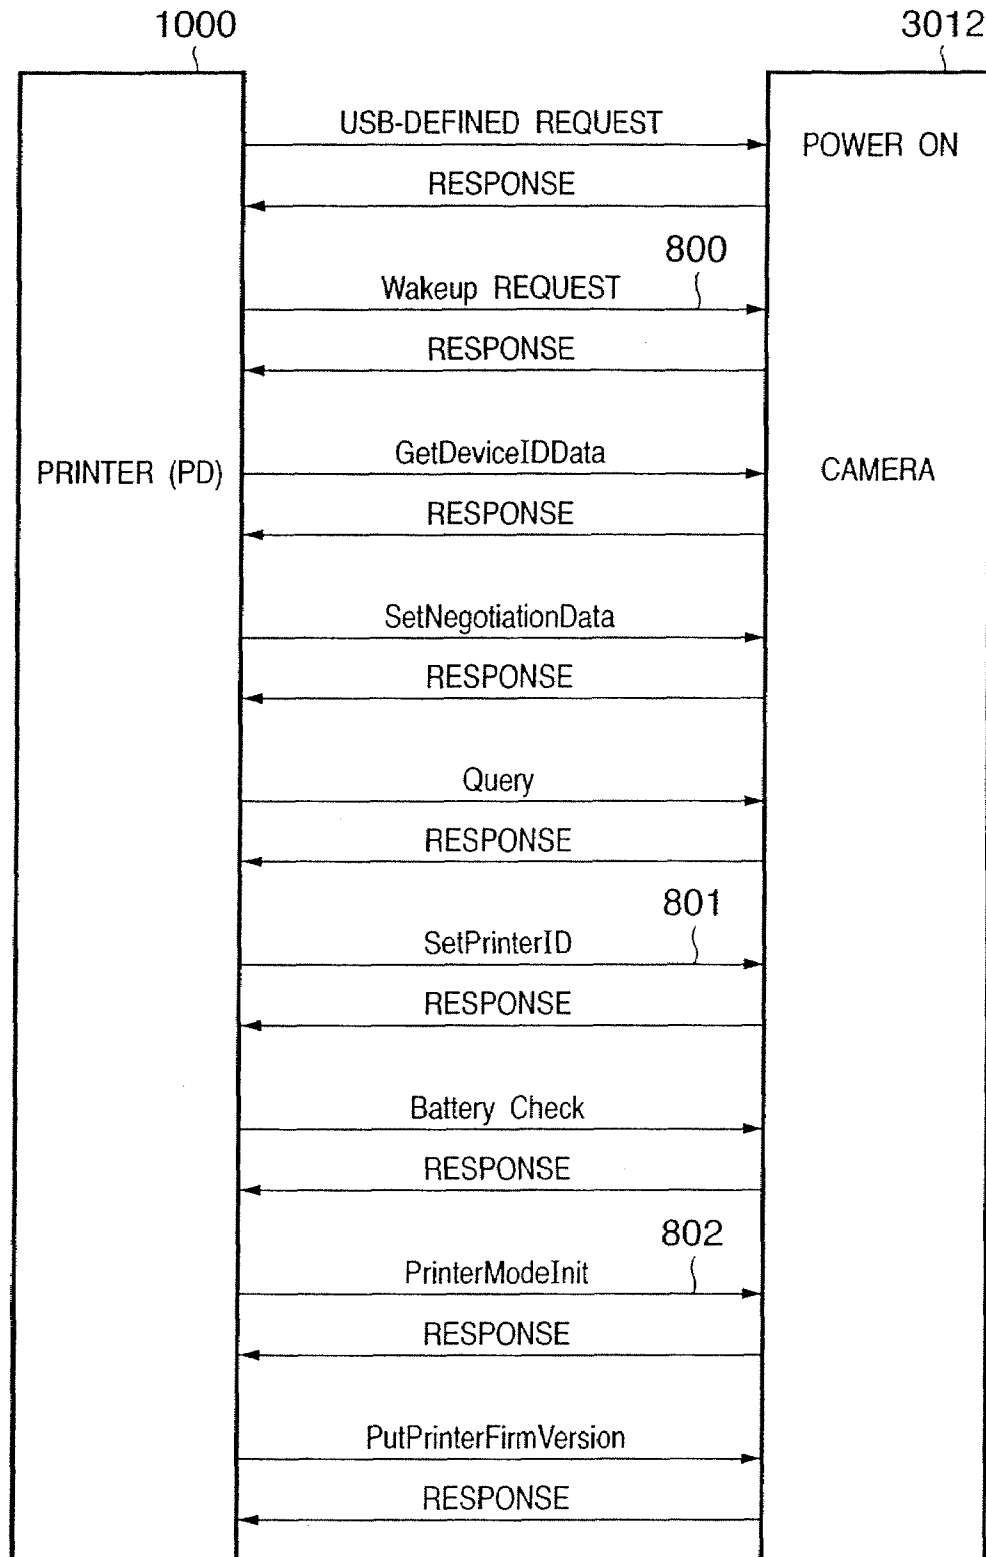 1000
3012
USB-DEFINED REQUEST
POWER ON
RESPONSE
800
Wakeup REQUEST
RESPONSE
PRINTER (PD)
GetDeviceIDData
CAMERA
RESPONSE
SetNegotiationData
RESPONSE
Query
RESPONSE
801
SetPrinterID
RESPONSE
Battery Check
RESPONSE
802
PrinterModeInit
RESPONSE
PutPrinterFirmVersion
RESPONSE